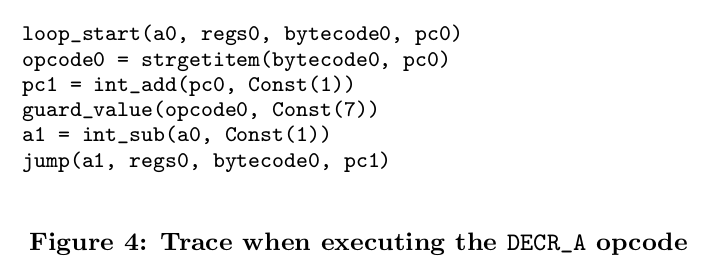 loop_start(a0, regs0, bytecode0, pc0)
opcode0 = strgetitem(bytecode0, pc0)
pc1 = int_add(pc0, Const(1))
guard_value(opcode0, Const(7))
a1 = int_sub(a0, Const(1))
jump(a1, regs0, bytecode0, pc1)
Figure 4: Trace when executing the DECR_A opcode